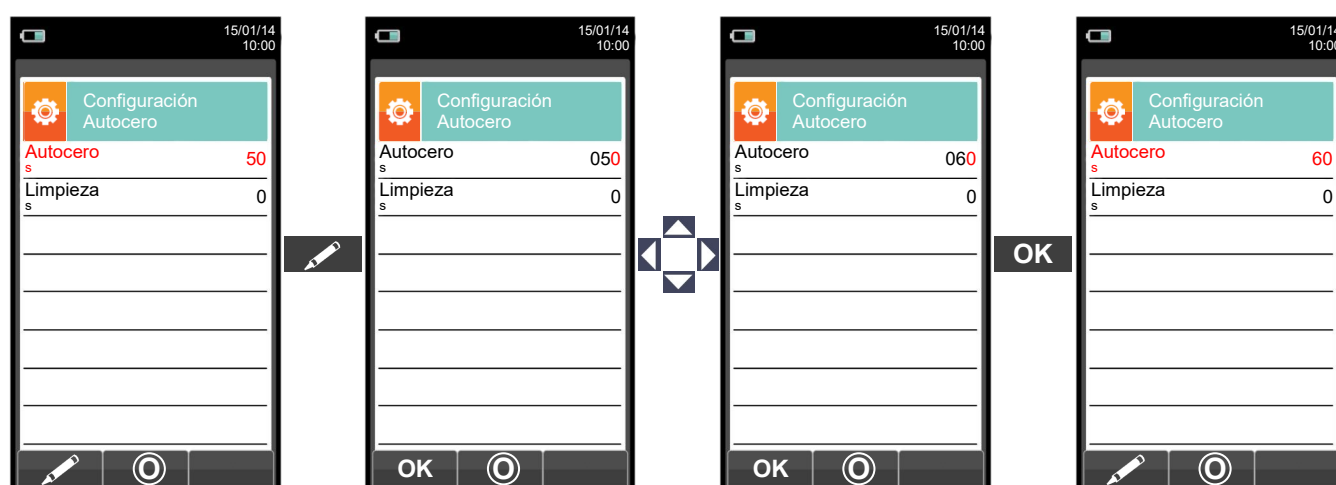 15/01/14
10:00
Configuración
Autocero
Autocero
s
50
Limpieza
s
0
15/01/14
10:00
Configuración
Autocero
Autocero
s
050
Limpieza
s
0
OK
15/01/14
10:00
Configuración
Autocero
Autocero
s
060
Limpieza
s
0
OK
OK
15/01/14
10:00
Configuración
Autocero
Autocero
s
60
Limpieza
s
0